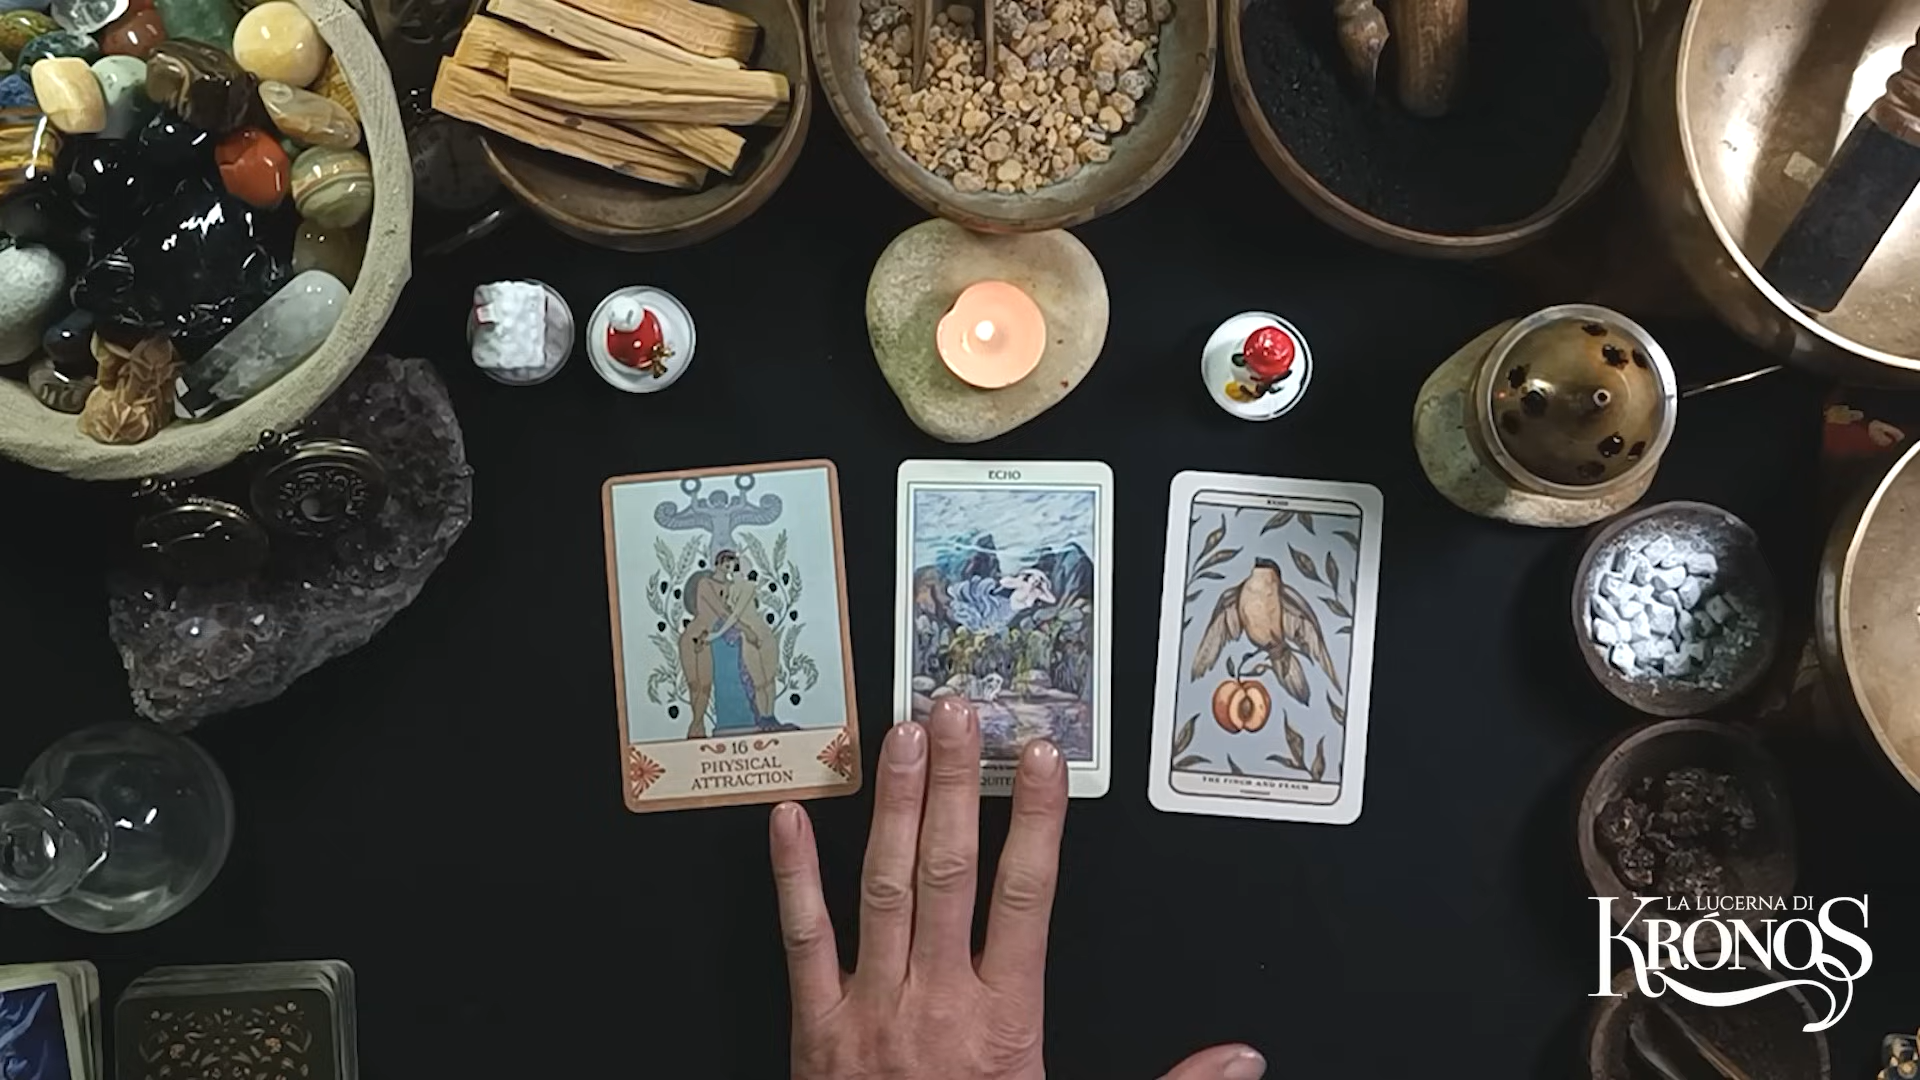 ECHO
16
PHYSICAL
ATTRACTION
THE FINCH AND PEACH
LA LUCERNA DI
KRÓNOS